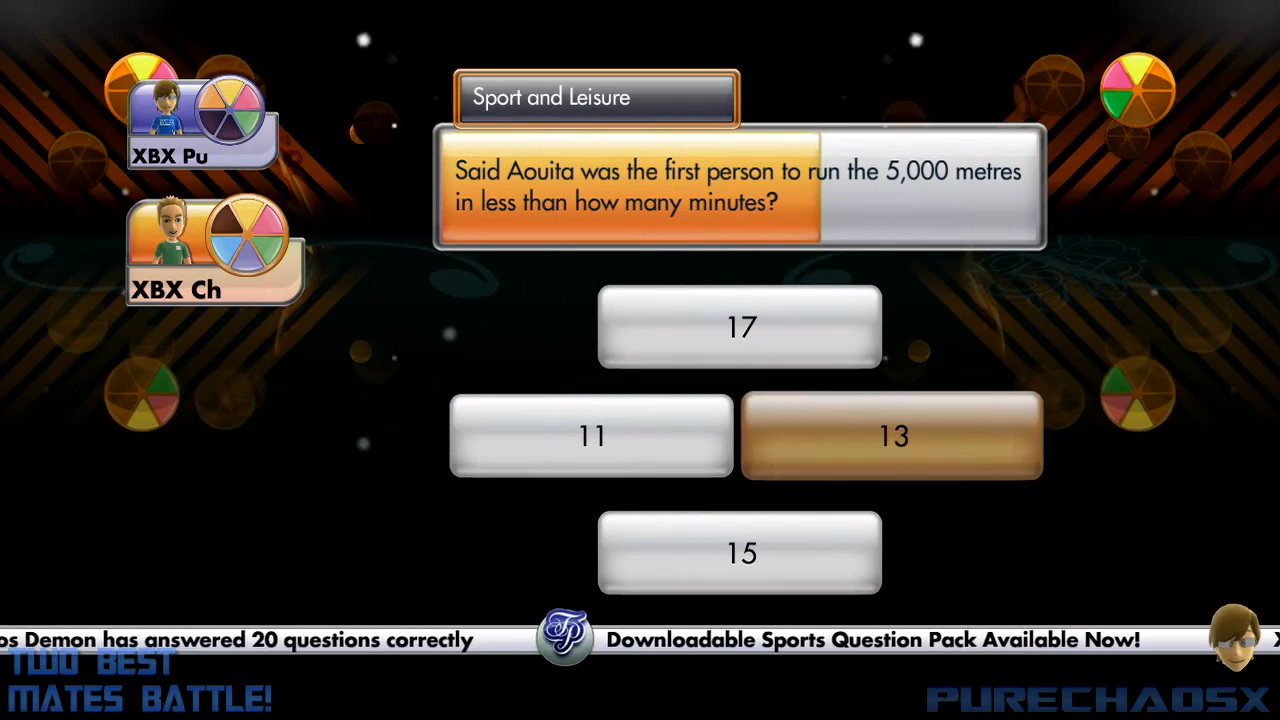 Sport and Leisure
XBX Pu
Said Aouita was the first person to run the 5,000 metres
in less than how many minutes?
XBX Ch
17
11
13
15
os Demon has answered 20 questions correctly
TP
Downloadable Sports Question Pack Available Now!
X
TWO BEST
MATES BATTLE!
PURECHAOSX